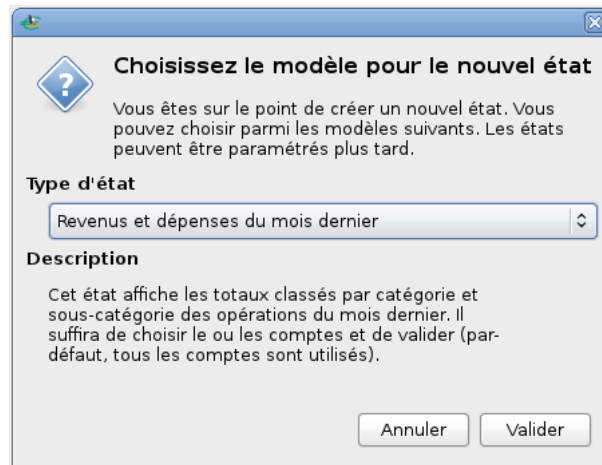 Choisissez le modèle pour le nouvel état
Vous êtes sur le point de créer un nouvel état. Vous
pouvez choisir parmi les modèles suivants. Les états
peuvent être paramétrés plus tard.
Type d'état
Revenus et dépenses du mois dernier
Description
Cet état affiche les totaux classés par catégorie et
sous-catégorie des opérations du mois dernier. Il
suffira de choisir le ou les comptes et de valider (par-
défaut, tous les comptes sont utilisés).
Annuler Valider